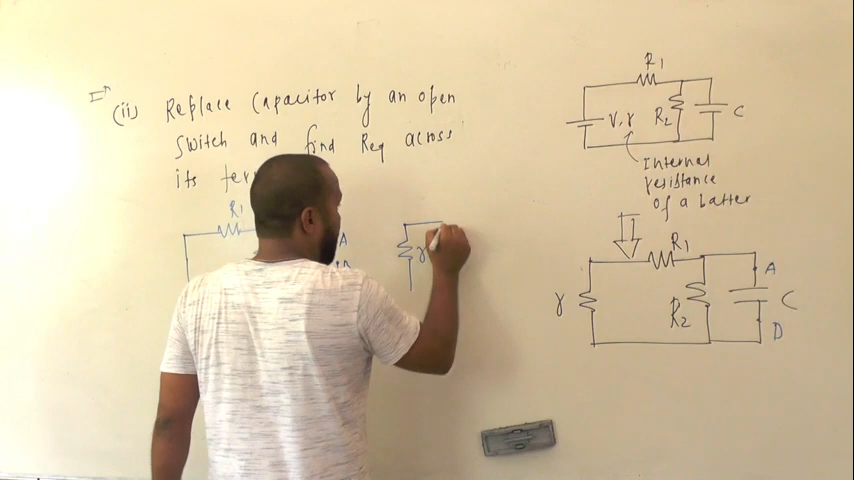 (ii) Replace Capacitor by an open
Switch and find Req across
its
R1
A
r
R1
V, r
R2
C
Internal
resistance
of a batter
R1
A
r
R2
C
D